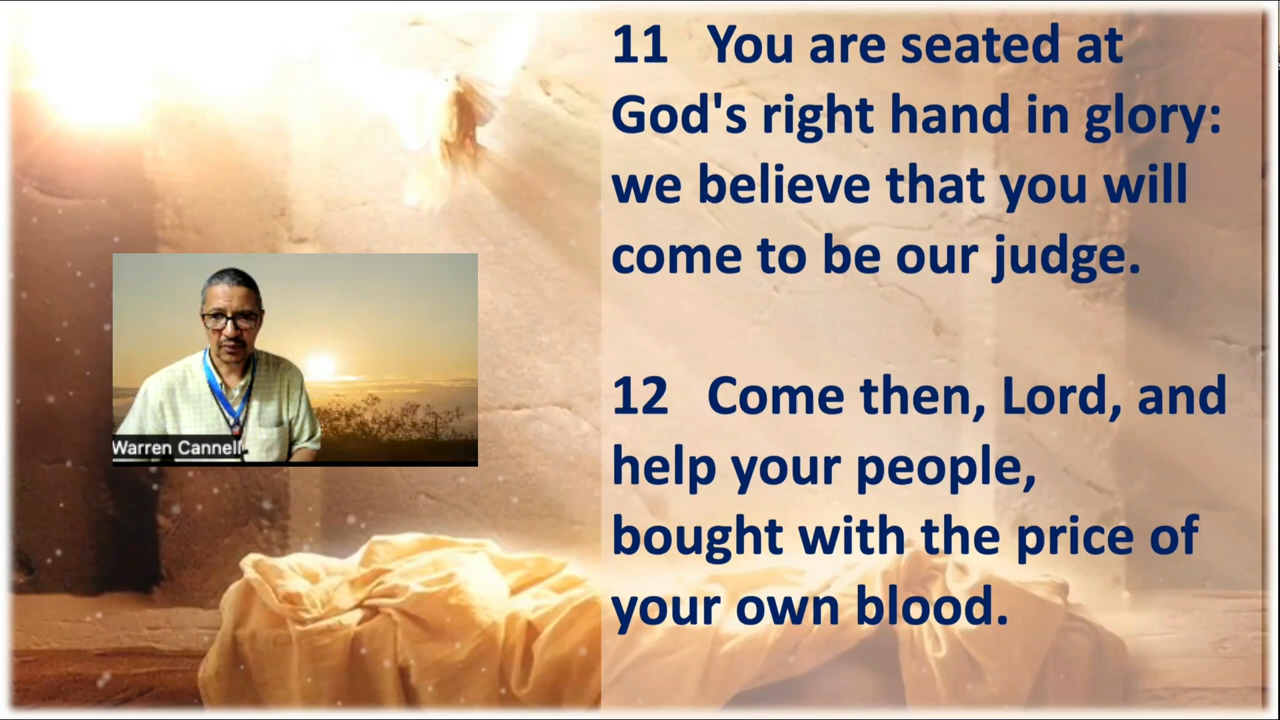 11 You are seated at
God's right hand in glory:
we believe that you will
come to be our judge.
12 Come then, Lord, and
help your people,
bought with the price of
your own blood.
Warren Cannell